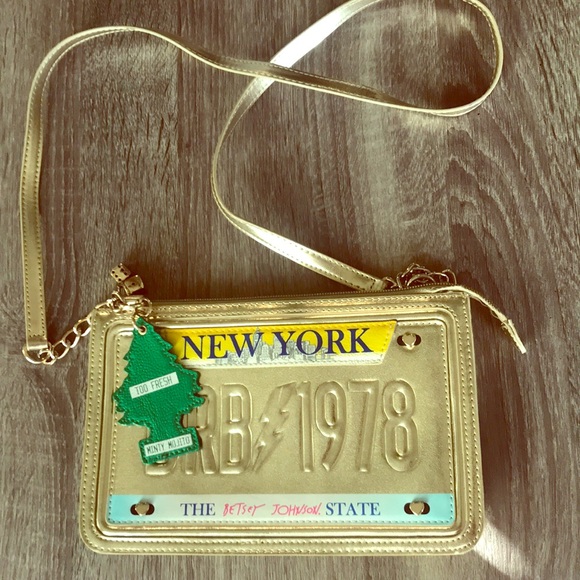 NEW YORK
TOO FRESH
MINTY MOJITO
RB 1978
THE BETSEY JOHNSON. STATE